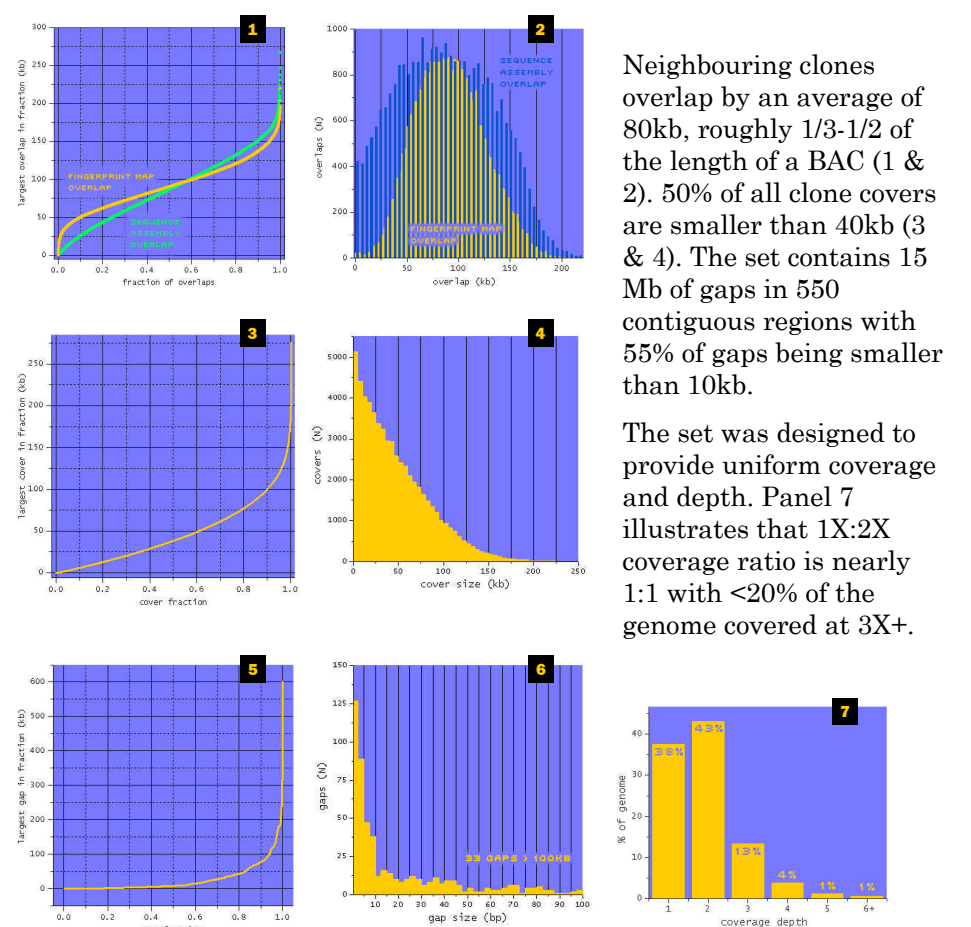 1
300
250
200
150
100
50
0
largest overlap in fraction (kb)
FINGERPRINT MAP
OVERLAP
SEQUENCE
ASSEMBLY
OVERLAP
0.0 0.2 0.4 0.6 0.8 1.0
fraction of overlaps
2
1000
800
600
400
200
0
overlaps (N)
SEQUENCE
ASSEMBLY
OVERLAP
FINGERPRINT MAP
OVERLAP
0 50 100 150 200
overlap (kb)
Neighbouring clones
overlap by an average of
80kb, roughly 1/3-1/2 of
the length of a BAC (1 &
2). 50% of all clone covers
are smaller than 40kb (3
& 4). The set contains 15
Mb of gaps in 550
contiguous regions with
55% of gaps being smaller
than 10kb.
The set was designed to
provide uniform coverage
and depth. Panel 7
illustrates that 1X:2X
coverage ratio is nearly
1:1 with <20% of the
genome covered at 3X+.
3
250
200
150
100
50
0
largest cover in fraction (kb)
0.0 0.2 0.4 0.6 0.8 1.0
cover fraction
4
5000
4000
3000
2000
1000
0
covers (N)
0 50 100 150 200 250
cover size (kb)
5
600
500
400
300
200
100
0
largest gap in fraction (kb)
0.0 0.2 0.4 0.6 0.8 1.0
6
150
125
100
75
50
25
0
gaps (N)
33 GAPS > 100KB
10 20 30 40 50 60 70 80 90 100
gap size (bp)
7
40
30
20
10
0
% of genome
38%
43%
13%
4%
1%
1%
1 2 3 4 5 6+
coverage depth